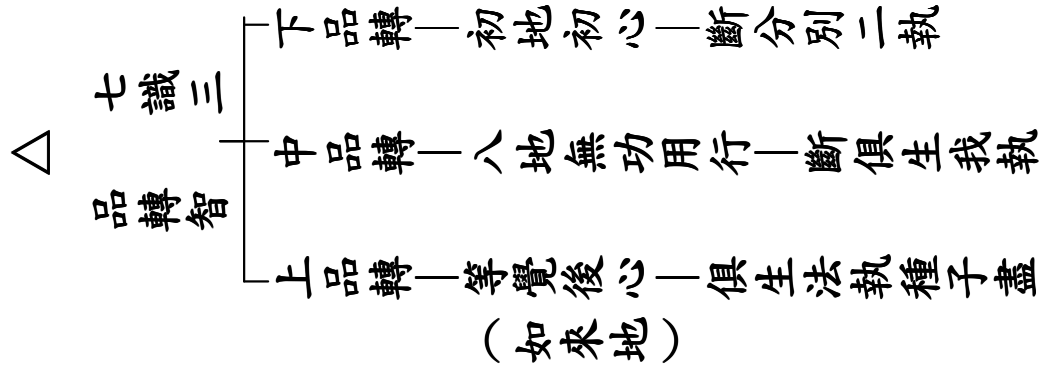 △
七識三
品轉智
下品轉—初地初心—斷分別二執
中品轉—八地無功用行—斷俱生我執
上品轉—等覺後心—俱生法執種子盡
（如來地）